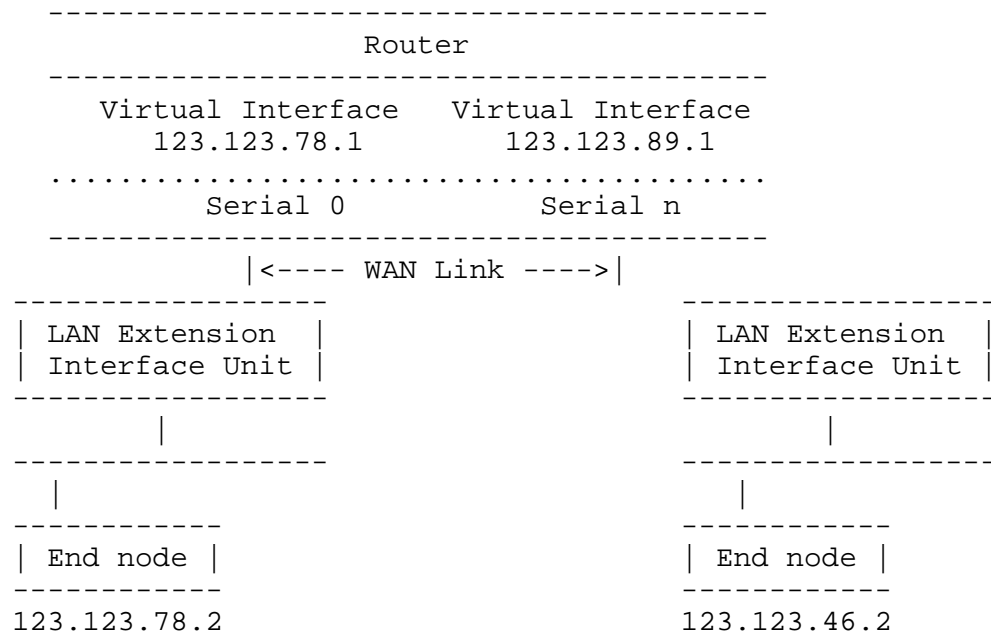 Router
Virtual Interface Virtual Interface
123.123.78.1 123.123.89.1
Serial 0 Serial n
|<---- WAN Link ---->|
LAN Extension LAN Extension
Interface Unit Interface Unit
End node End node
123.123.78.2 123.123.46.2